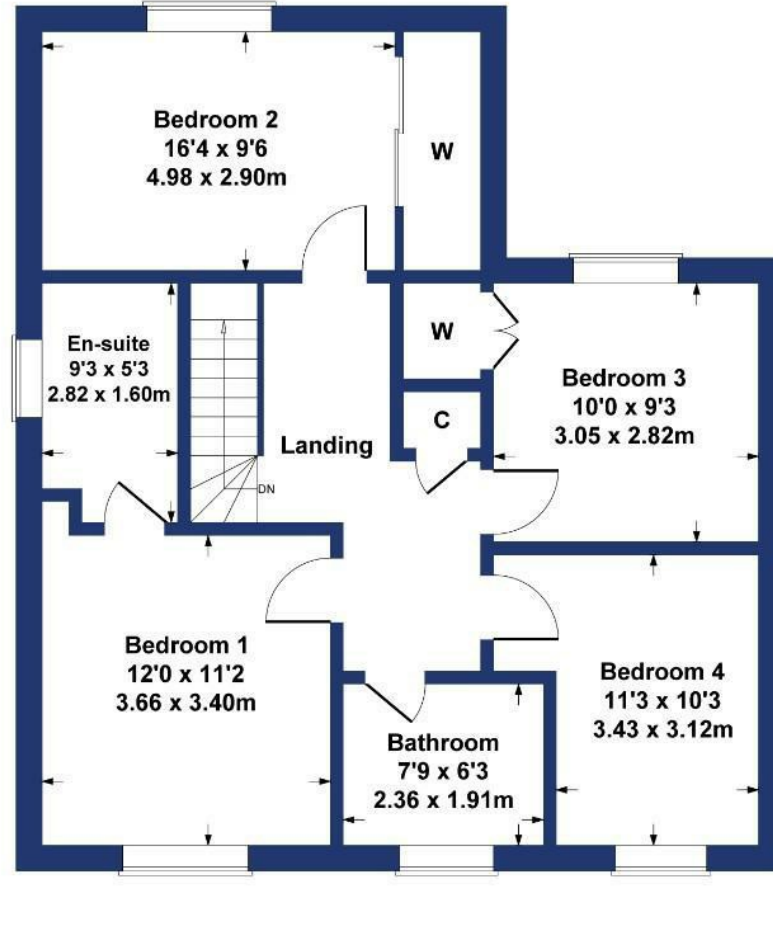 Bedroom 2
16'4 x 9'6
4.98 x 2.90m
W
En-suite
9'3 x 5'3
2.82 x 1.60m
W
Bedroom 3
10'0 x 9'3
3.05 x 2.82m
C
Landing
DN
Bedroom 1
12'0 x 11'2
3.66 x 3.40m
Bedroom 4
11'3 x 10'3
3.43 x 3.12m
Bathroom
7'9 x 6'3
2.36 x 1.91m